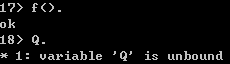 17> f().
ok
18> Q.
* 1: variable 'Q' is unbound